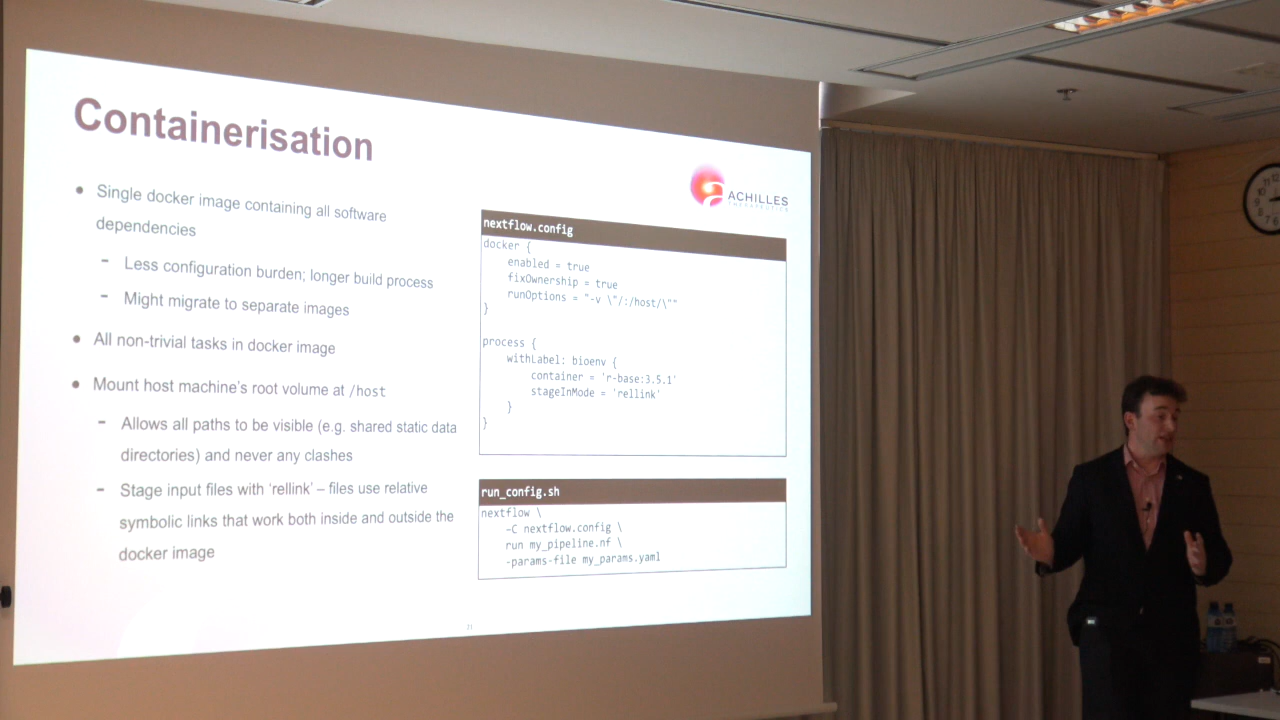 Containerisation
ACHILLES
THERAPEUTICS
• Single docker image containing all software
dependencies
- Less configuration burden; longer build process
- Might migrate to separate images
• All non-trivial tasks in docker image
• Mount host machine's root volume at /host
- Allows all paths to be visible (e.g. shared static data
directories) and never any clashes
- Stage input files with 'rellink' – files use relative
symbolic links that work both inside and outside the
docker image
nextflow.config
docker {
enabled = true
fixOwnership = true
runOptions = "-v \"/:/host/\""
}
process {
withLabel: bioenv {
container = 'r-base:3.5.1'
stageInMode = 'rellink'
}
}
run_config.sh
nextflow \
-C nextflow.config \
run my_pipeline.nf \
-params-file my_params.yaml